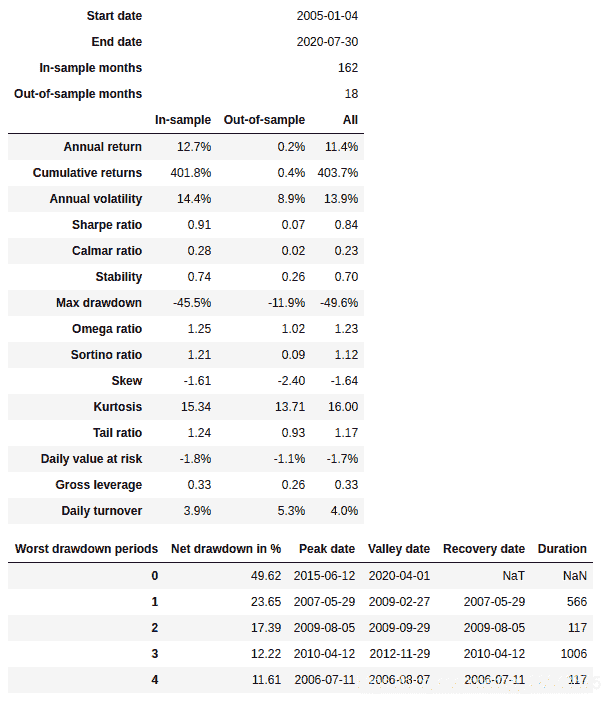 Start date 2005-01-04
End date 2020-07-30
In-sample months 162
Out-of-sample months 18
In-sample Out-of-sample All
Annual return 12.7% 0.2% 11.4%
Cumulative returns 401.8% 0.4% 403.7%
Annual volatility 14.4% 8.9% 13.9%
Sharpe ratio 0.91 0.07 0.84
Calmar ratio 0.28 0.02 0.23
Stability 0.74 0.26 0.70
Max drawdown -45.5% -11.9% -49.6%
Omega ratio 1.25 1.02 1.23
Sortino ratio 1.21 0.09 1.12
Skew -1.61 -2.40 -1.64
Kurtosis 15.34 13.71 16.00
Tail ratio 1.24 0.93 1.17
Daily value at risk -1.8% -1.1% -1.7%
Gross leverage 0.33 0.26 0.33
Daily turnover 3.9% 5.3% 4.0%
Worst drawdown periods Net drawdown in % Peak date Valley date Recovery date Duration
0 49.62 2015-06-12 2020-04-01 NaT NaN
1 23.65 2007-05-29 2009-02-27 2007-05-29 566
2 17.39 2009-08-05 2009-09-29 2009-08-05 117
3 12.22 2010-04-12 2012-11-29 2010-04-12 1006
4 11.61 2006-07-11 2006-08-07 2006-07-11 117